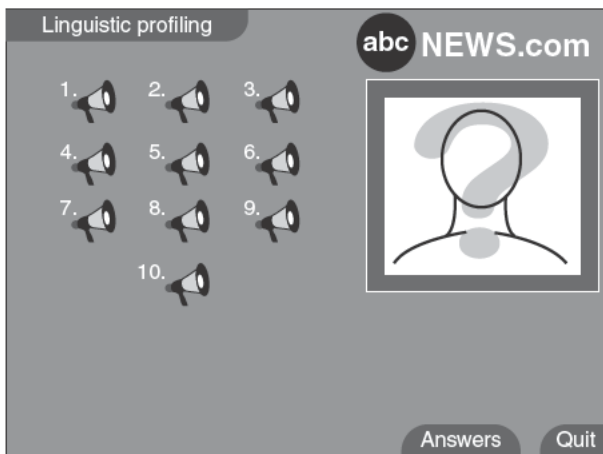 Linguistic profiling
abc NEWS.com
1. 2. 3.
4. 5. 6.
7. 8. 9.
10.
Answers Quit